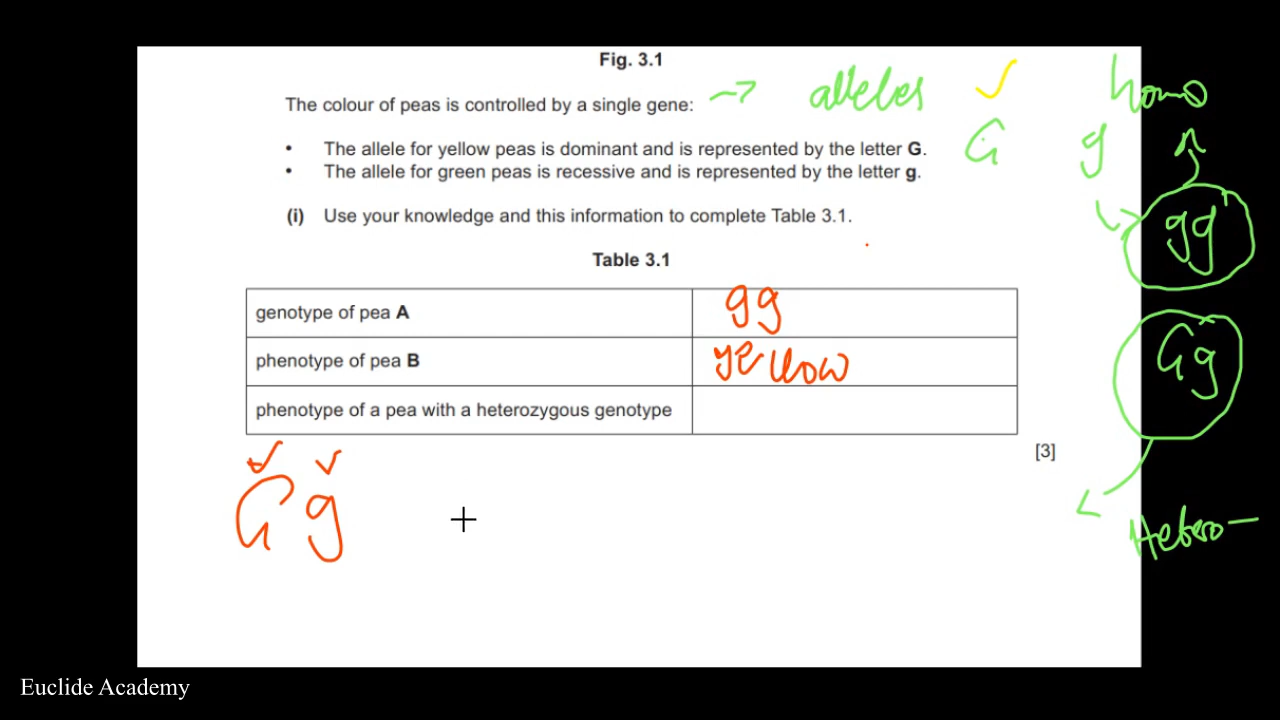 Fig. 3.1
The colour of peas is controlled by a single gene: → alleles ✓ homo
• The allele for yellow peas is dominant and is represented by the letter G. G g
• The allele for green peas is recessive and is represented by the letter g.
(i) Use your knowledge and this information to complete Table 3.1.
gg
Table 3.1
genotype of pea A gg
phenotype of pea B yellow
Gg
phenotype of a pea with a heterozygous genotype
[3]
Gg
Hetero-
Euclide Academy